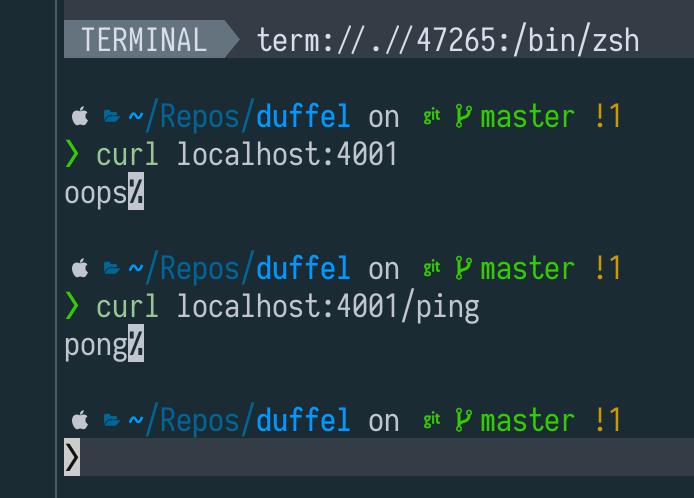 TERMINAL term://.//47265:/bin/zsh
~/Repos/duffel on git master !1
❯ curl localhost:4001
oops%
~/Repos/duffel on git master !1
❯ curl localhost:4001/ping
pong%
~/Repos/duffel on git master !1
❯